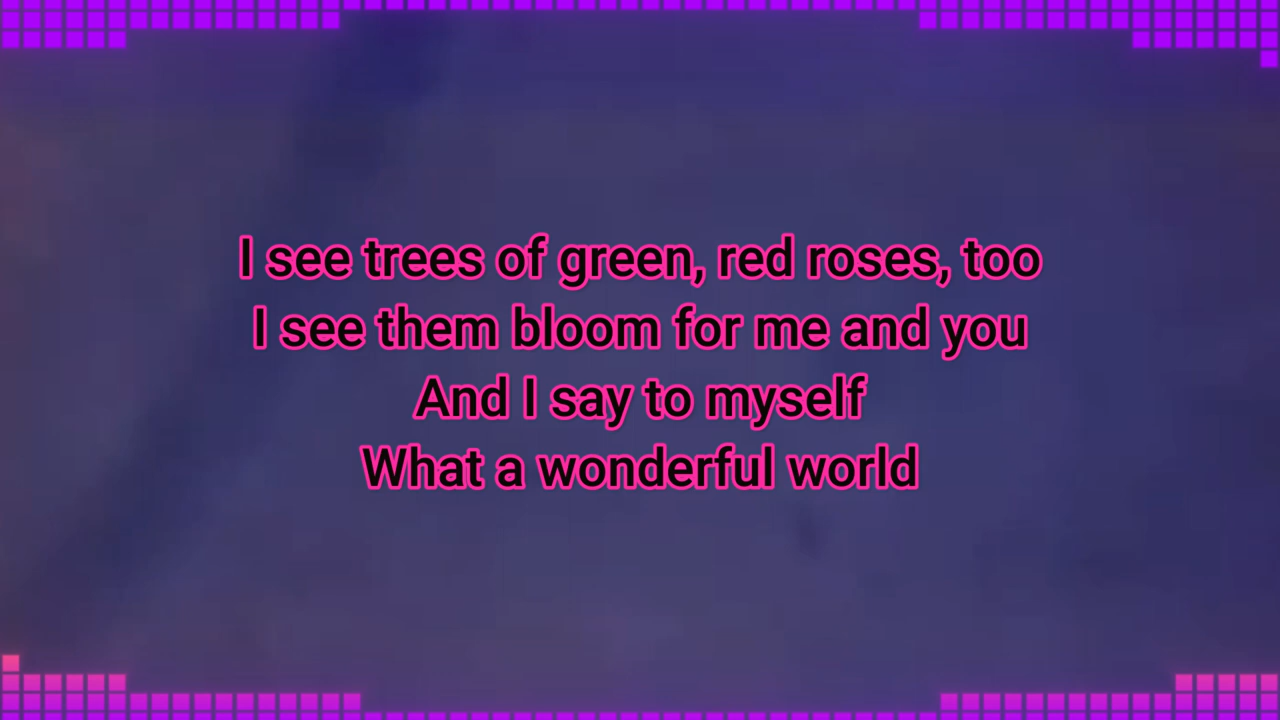 I see trees of green, red roses, too
I see them bloom for me and you
And I say to myself
What a wonderful world